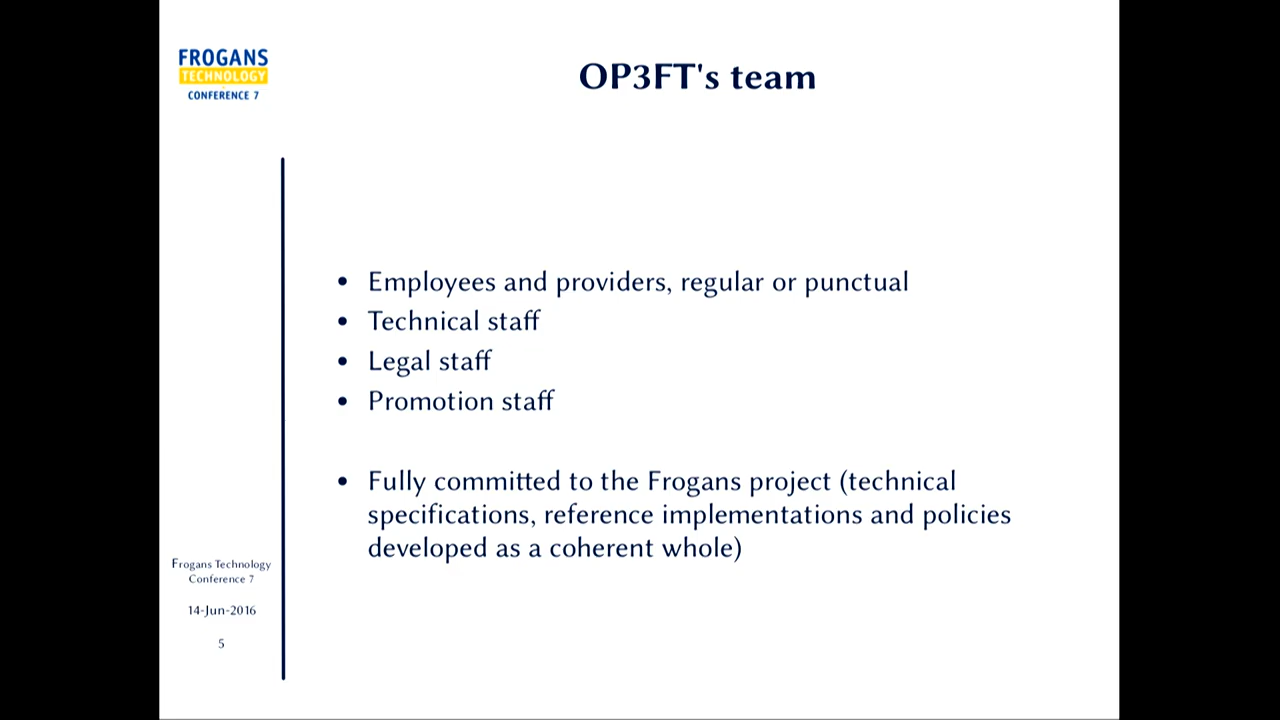 FROGANS
TECHNOLOGY
CONFERENCE 7
OP3FT's team
• Employees and providers, regular or punctual
• Technical staff
• Legal staff
• Promotion staff
• Fully committed to the Frogans project (technical
specifications, reference implementations and policies
developed as a coherent whole)
Frogans Technology
Conference 7
14-Jun-2016
5